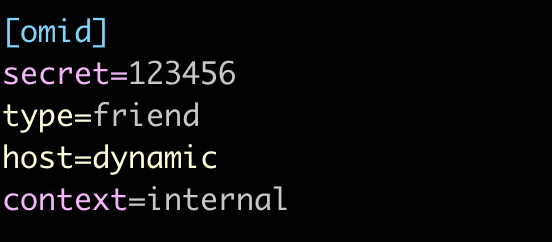 [omid]
secret=123456
type=friend
host=dynamic
context=internal